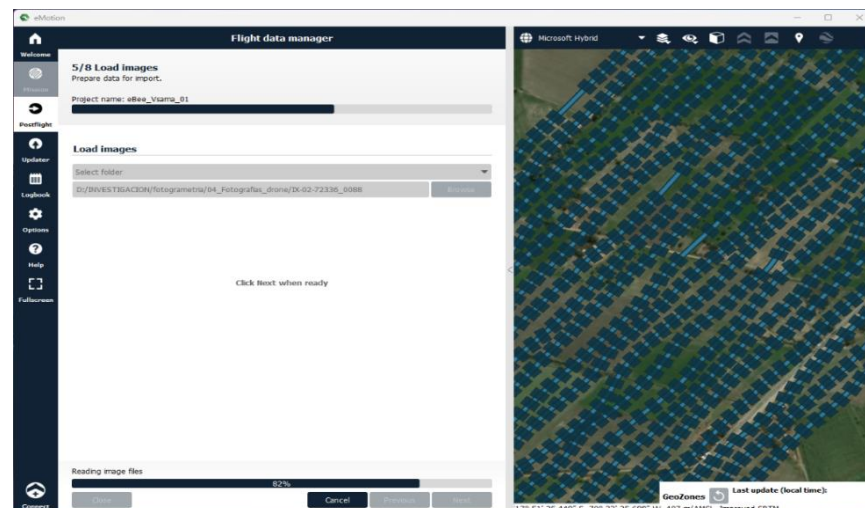 eMotion
Welcome
Mission
Postflight
Updater
Logbook
Options
Help
Fullscreen
Connect
Flight data manager
5/8 Load images
Prepare data for import.
Project name: eBee_Vsama_01
Load images
Select folder
D:/INVESTIGACION/fotogrametria/04_Fotografias_drone/IX-02-72336_0088
Browse
Click Next when ready
Reading image files
82%
Cancel
Previous
Next
Microsoft Hybrid
GeoZones
Last update (local time):